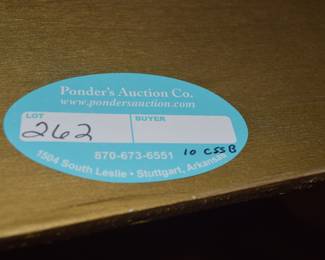 Ponder's Auction Co.
www.pondersauction.com
LOT BUYER
262
870-673-6551 10 CSSB
1504 South Leslie • Stuttgart, Arkansas